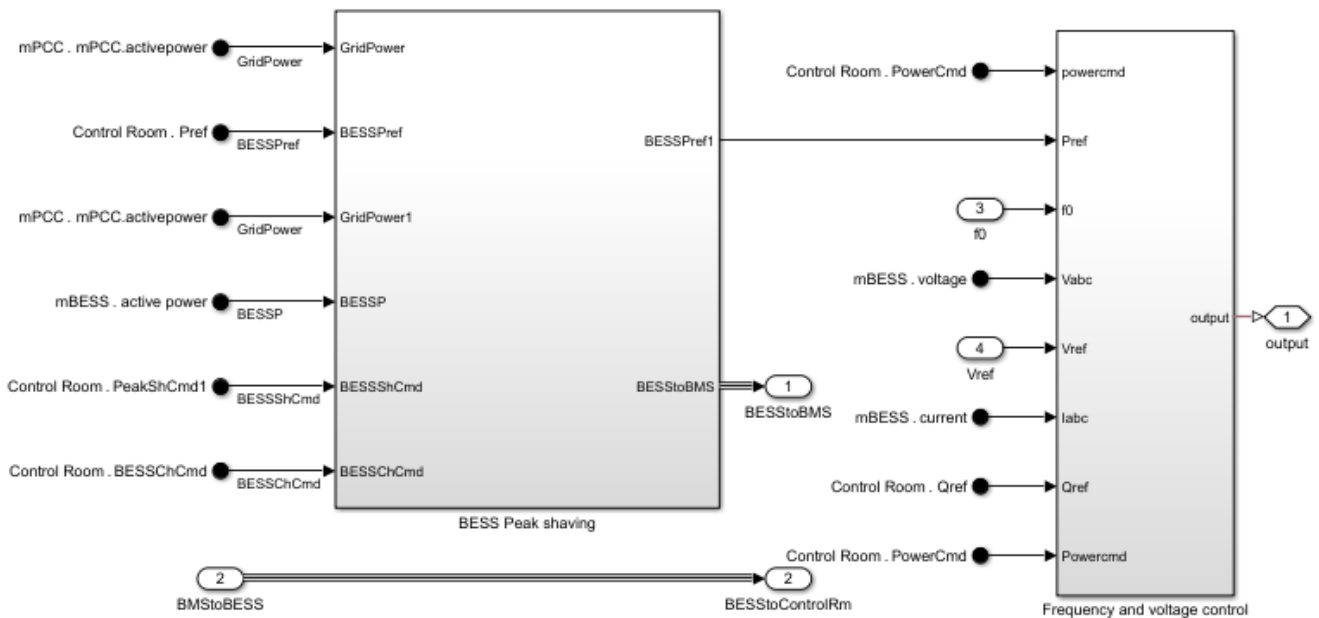 mPCC . mPCC.activepower
GridPower
GridPower
Control Room . Pref
BESSPref
BESSPref
mPCC . mPCC.activepower
GridPower
GridPower1
mBESS . active power
BESSP
BESSP
Control Room . PeakShCmd1
BESSShCmd
BESSShCmd
Control Room . BESSChCmd
BESSChCmd
BESSChCmd
BESSPref1
BESStoBMS
BESS Peak shaving
1
BESStoBMS
2
BMStoBESS
2
BESStoControlRm
Control Room . PowerCmd
powercmd
Pref
3
f0
f0
mBESS . voltage
Vabc
4
Vref
Vref
mBESS . current
Iabc
Control Room . Qref
Qref
Control Room . PowerCmd
Powercmd
output
1
output
Frequency and voltage control